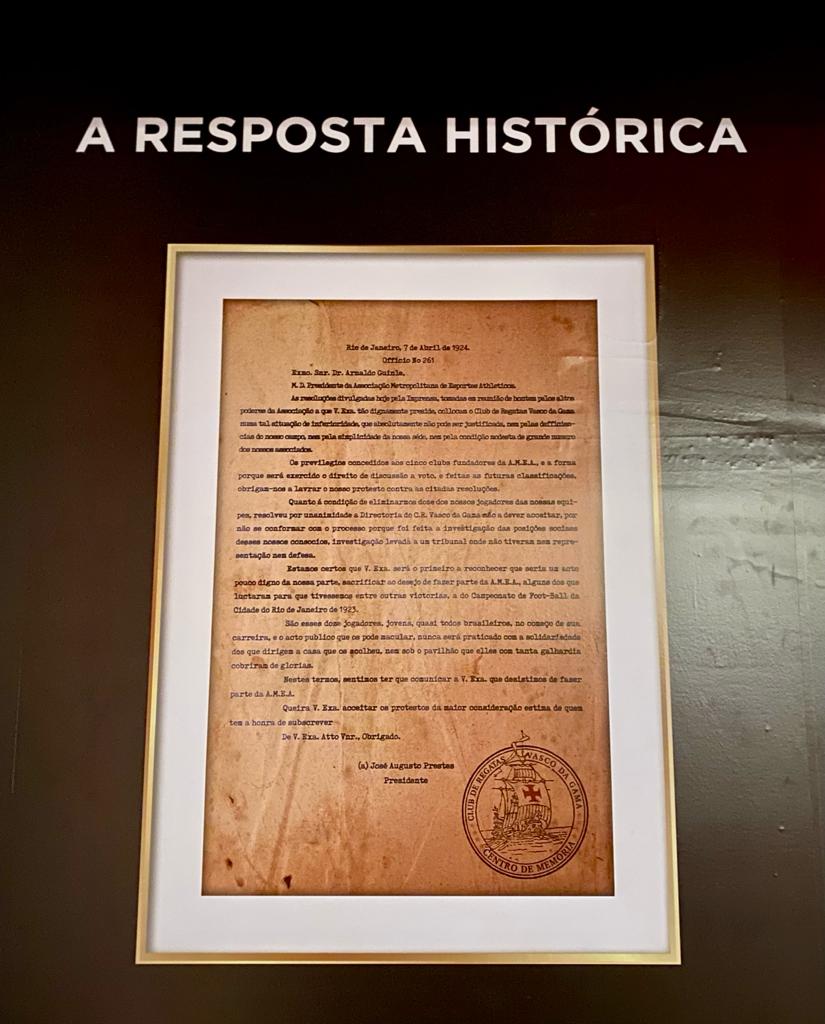 A RESPOSTA HISTÓRICA
Rio de Janeiro, 7 de Abril de 1924.
Officio No 261
Exmo. Snr. Dr. Arnaldo Guinle,
M. D. Presidente da Associação Metropolitana de Esportes Athleticos.
As resoluções divulgadas hoje pela Imprensa, tomadas em reunião de hontem pelos altos
poderes da Associação a que V. Exa. tão dignamente preside, collocam o Club de Regatas Vasco da Gama
numa tal situação de inferioridade, que absolutamente não pode ser justificada, nem pelas defficien-
cias do nosso campo, nem pela simplicidade da nossa séde, nem pela condição modesta de grande numero
dos nossos associados.
Os previlegios concedidos aos cinco clubs fundadores da A.M.E.A., e a forma
porque será exercido o direito de discussão a voto, e feitas as futuras classificações,
obrigam-nos a lavrar o nosso protesto contra as citadas resoluções.
Quanto á condição de eliminarmos doze dos nossos jogadores das nossas equi-
pes, resolveu por unanimidade a Directoria do C.R. Vasco da Gama não a dever acceitar, por
não se conformar com o processo porque foi feita a investigação das posições sociaes
desses nossos consocios, investigação levada a um tribunal onde não tiveram nem repre-
sentação nem defesa.
Estamos certos que V. Exa. será o primeiro a reconhecer que seria um acto
pouco digno da nossa parte, sacrificar ao desejo de fazer parte da A.M.E.A., alguns dos que
luctaram para que tivessemos entre outras victorias, a do Campeonato de Foot-Ball da
Cidade do Rio de Janeiro de 1923.
São esses doze jogadores, jovens, quasi todos brasileiros, no começo de sua
carreira, e o acto publico que os pode macular, nunca será praticado com a solidariedade
dos que dirigem a casa que os acolheu, nem sob o pavilhão que elles com tanta galhardia
cobriram de glorias.
Nestes termos, sentimos ter que comunicar a V. Exa. que desistimos de fazer
parte da A.M.E.A.
Queira V. Exa. acceitar os protestos da maior consideração estima de quem
tem a honra de subscrever
De V. Exa. Atto Vnr., Obrigado.
(a) José Augusto Prestes
Presidente
CLUB DE REGATAS VASCO DA GAMA
CENTRO DE MEMÓRIA